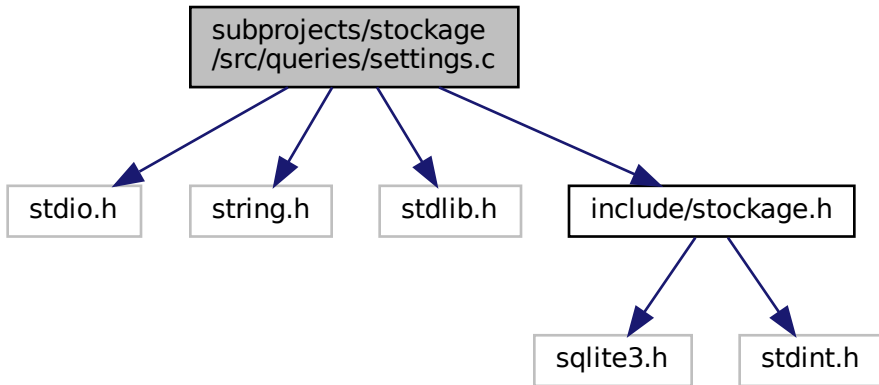 subprojects/stockage
/src/queries/settings.c
stdio.h
string.h
stdlib.h
include/stockage.h
sqlite3.h
stdint.h